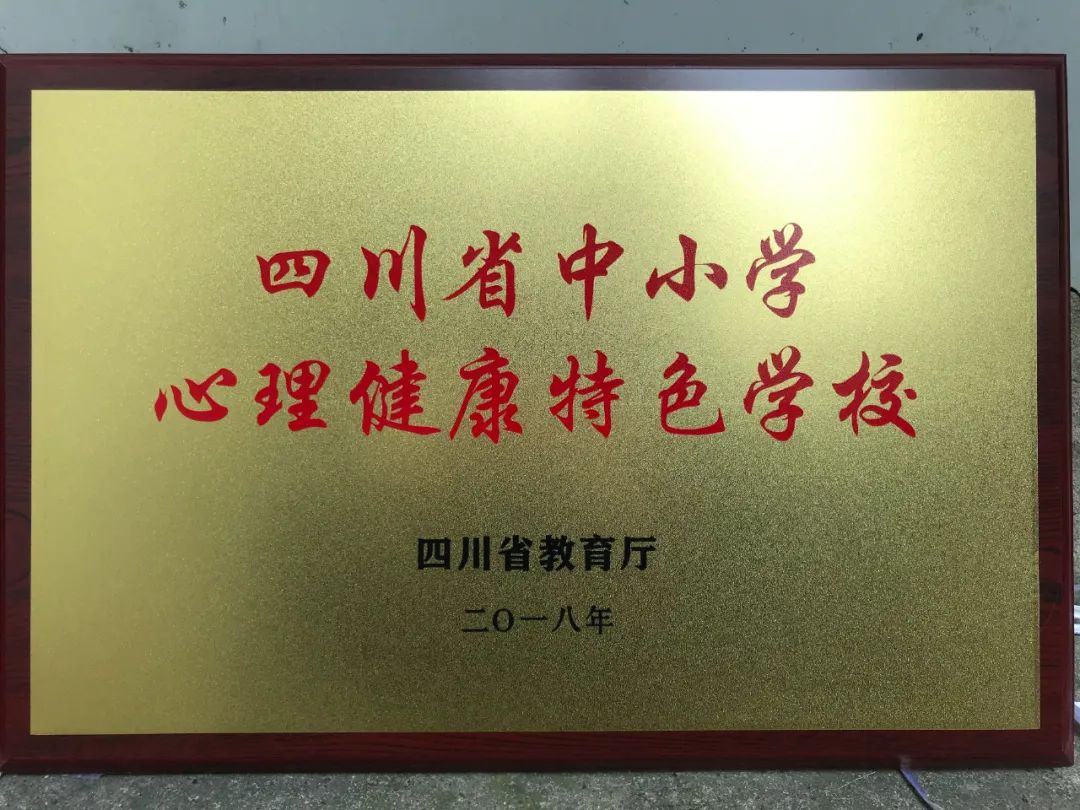 四川省中小学
心理健康特色学校
四川省教育厅
二〇一八年